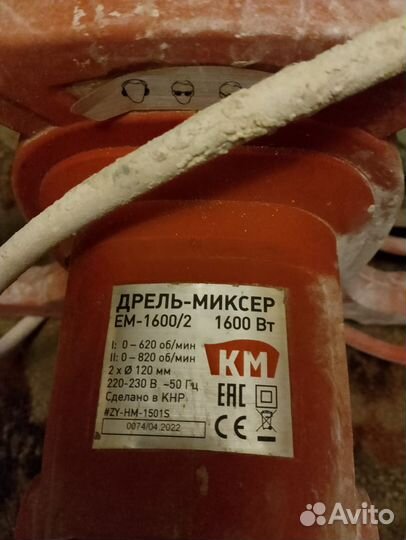 ДРЕЛЬ-МИКСЕР
EM-1600/2 1600 Вт
I: 0 – 620 об/мин
II: 0 – 820 об/мин
2 x Ø 120 мм
220-230 В ~50 Гц
Сделано в КНР
#ZY-HM-1501S
0074/04.2022
КМ
EAC
CE
Avito